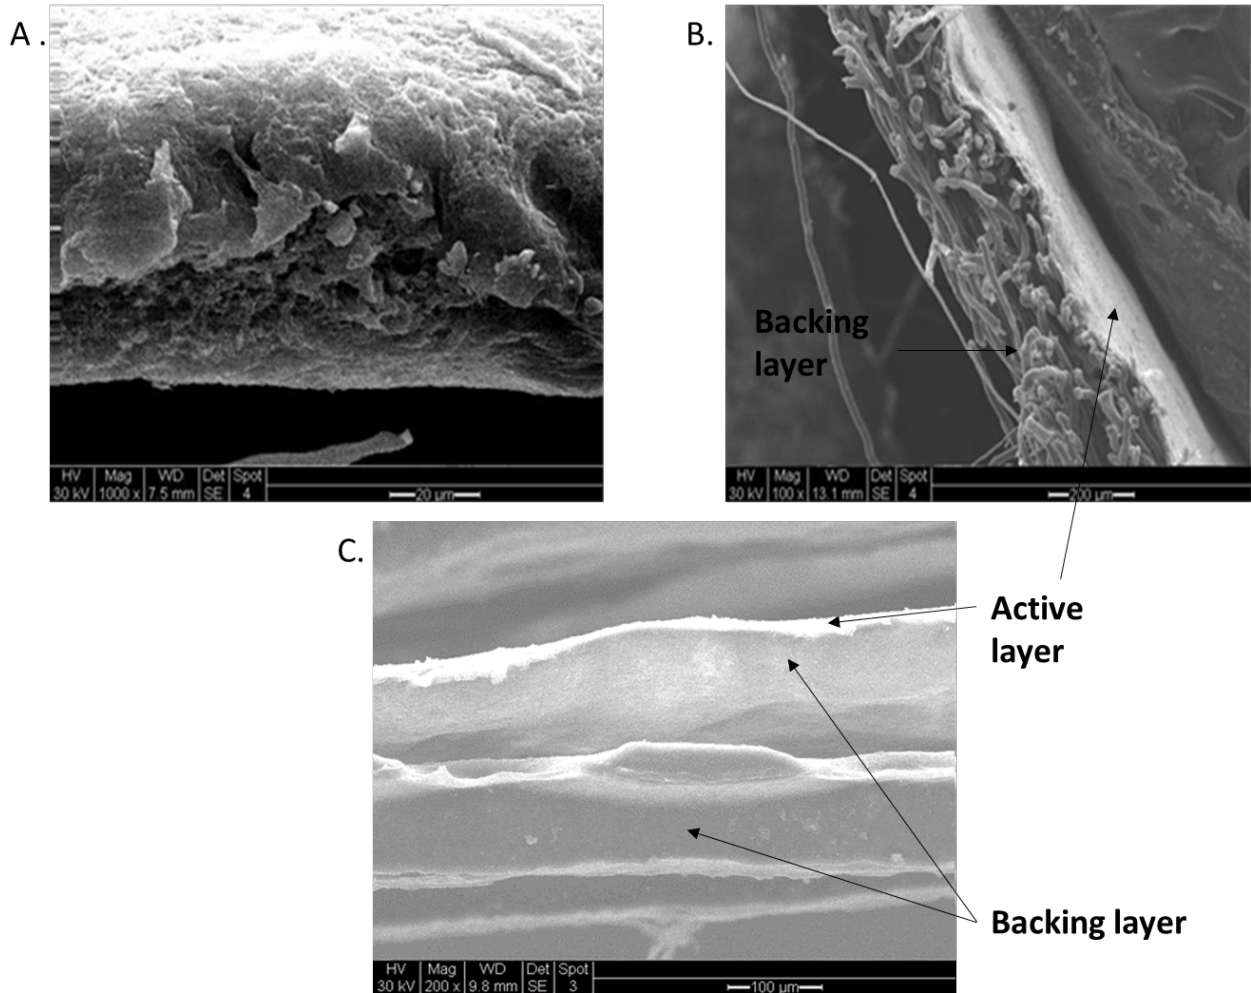 A .
HV Mag WD Det Spot
30 kV 1000 x 7.5 mm SE 4 20 µm
B.
Backing
layer
HV Mag WD Det Spot
30 kV 100 x 13.1 mm SE 4 200 µm
C.
Active
layer
Backing layer
HV Mag WD Det Spot
30 kV 200 x 9.8 mm SE 3 100 µm